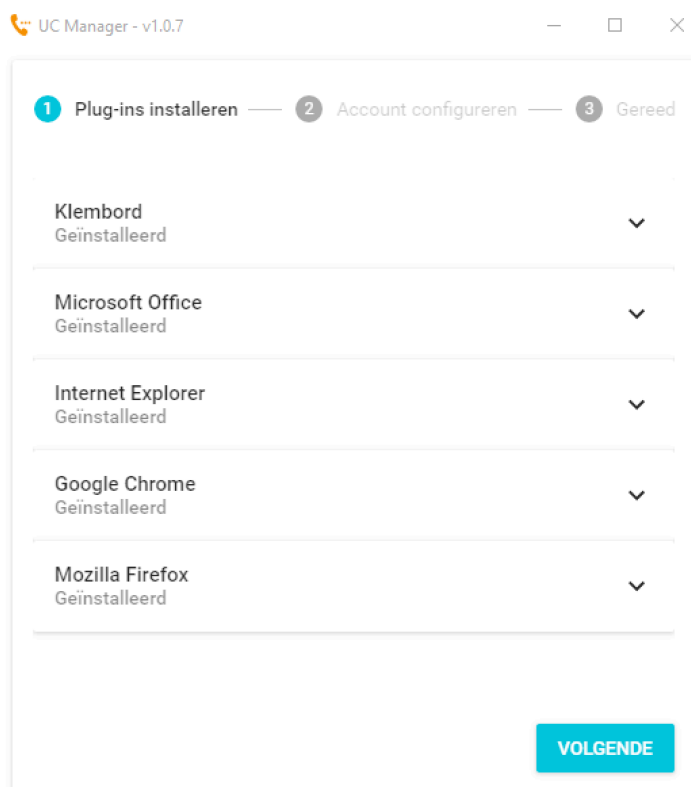 UC Manager - v1.0.7
1 Plug-ins installeren 2 Account configureren 3 Gereed
Klembord
Geïnstalleerd
Microsoft Office
Geïnstalleerd
Internet Explorer
Geïnstalleerd
Google Chrome
Geïnstalleerd
Mozilla Firefox
Geïnstalleerd
VOLGENDE